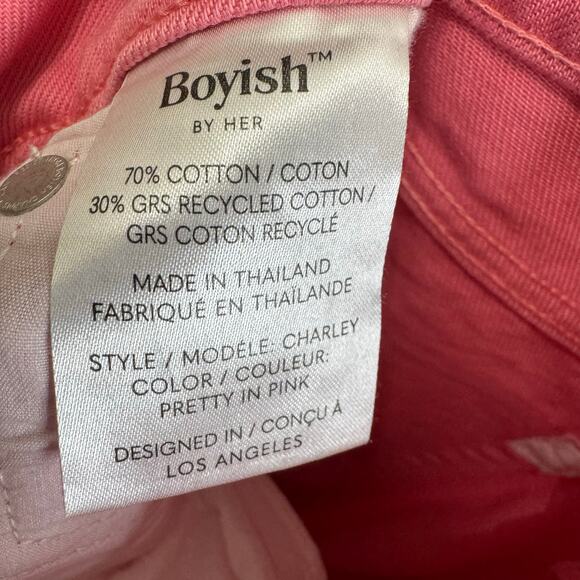 Boyish™
BY HER
70% COTTON / COTON
30% GRS RECYCLED COTTON /
GRS COTON RECYCLÉ
MADE IN THAILAND
FABRIQUÉ EN THAÏLANDE
STYLE / MODÉLE: CHARLEY
COLOR / COULEUR:
PRETTY IN PINK
DESIGNED IN / CONÇU À
LOS ANGELES